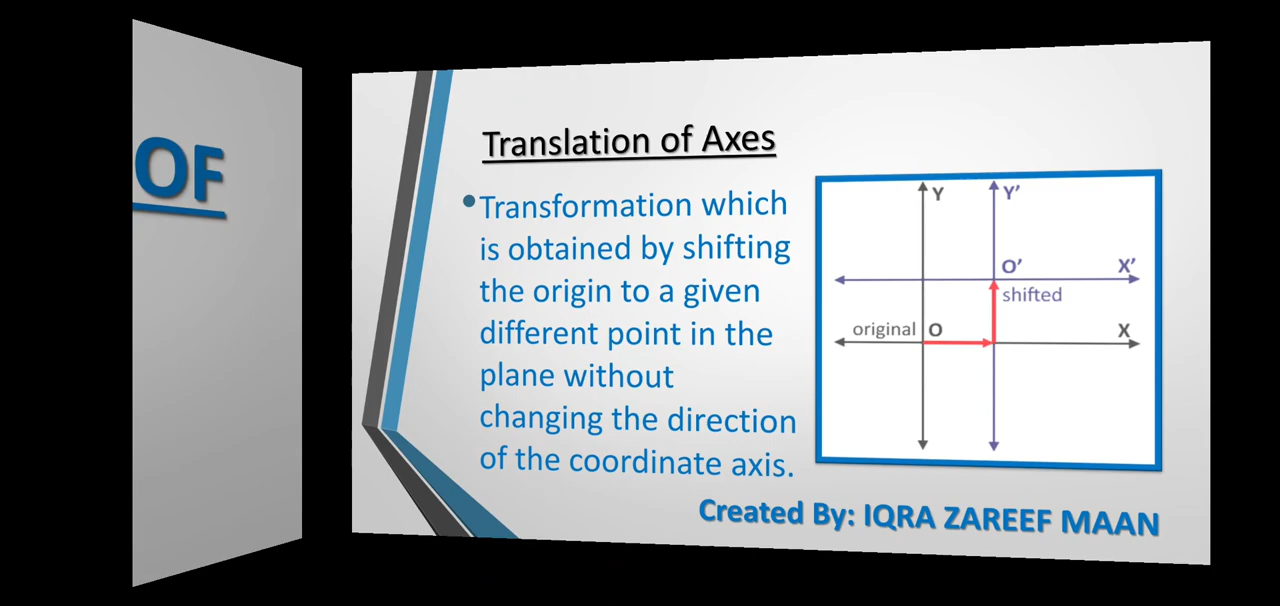 OF
Translation of Axes
•Transformation which
is obtained by shifting
the origin to a given
different point in the
plane without
changing the direction
of the coordinate axis.
Y Y’
O’ X’
shifted
original O X
Created By: IQRA ZAREEF MAAN